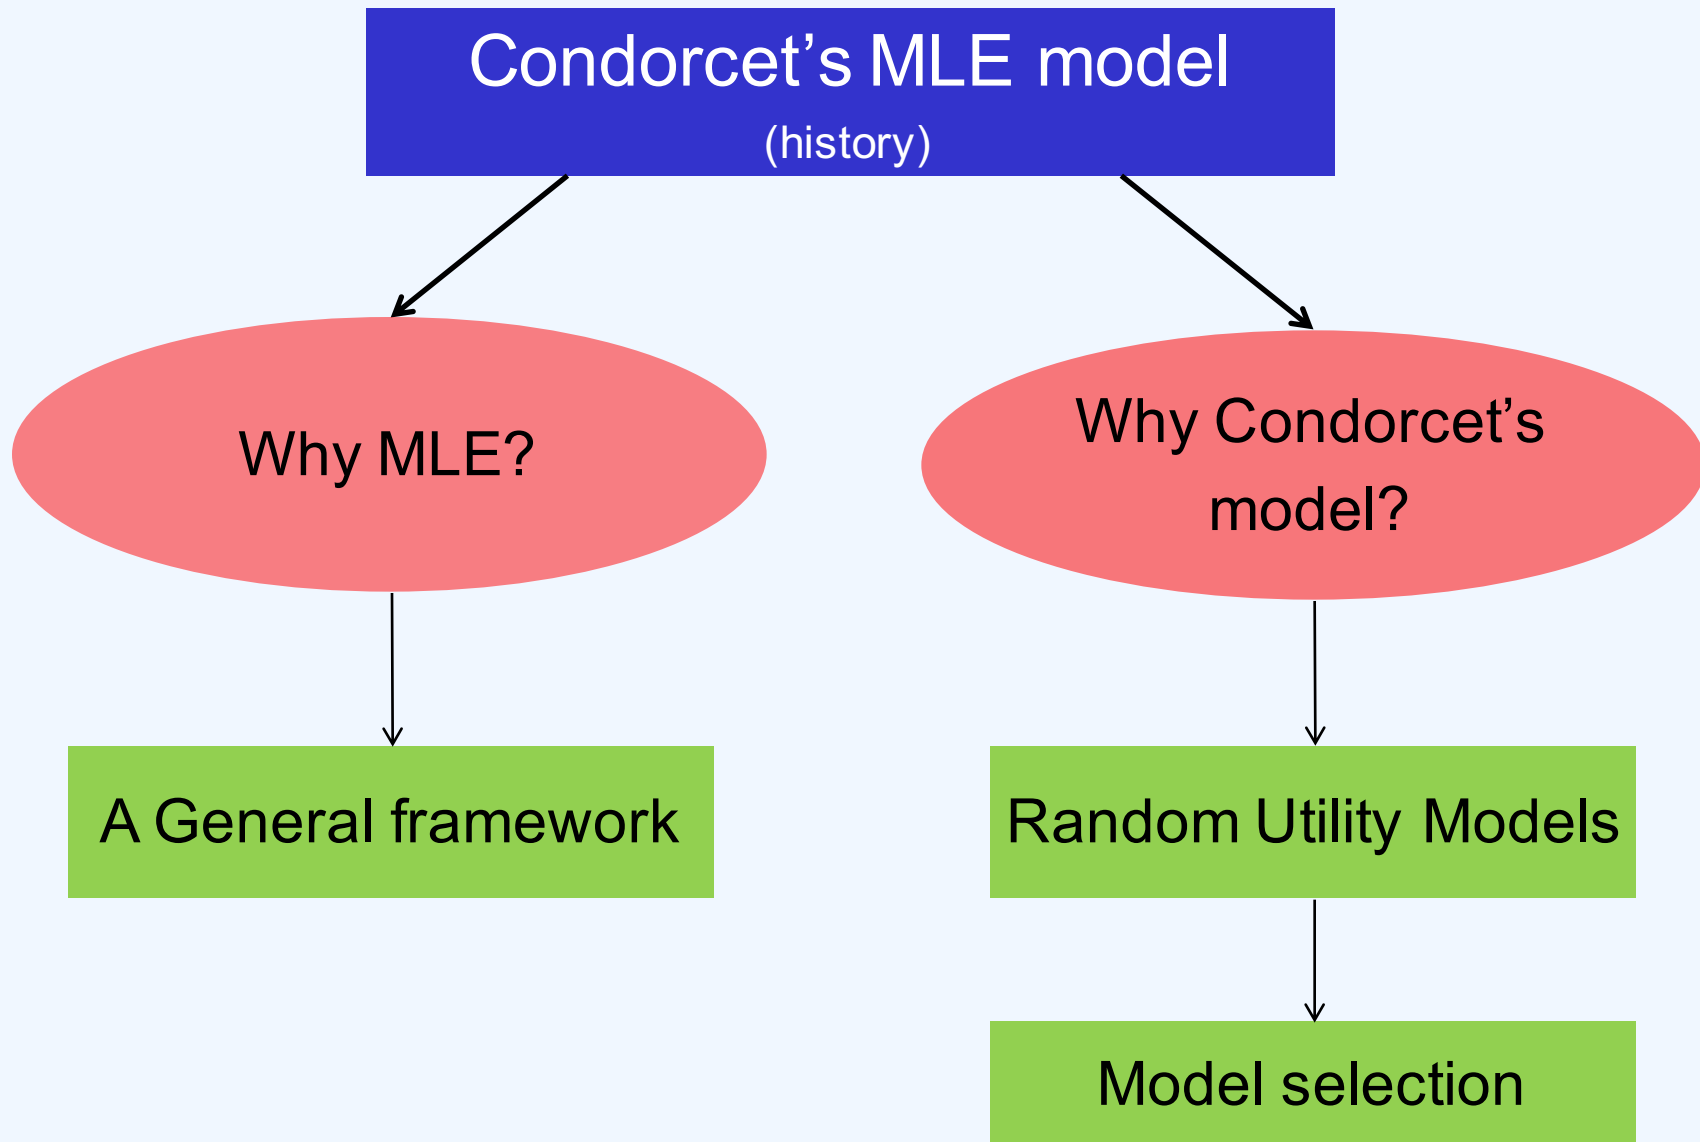 Condorcet’s MLE model
(history)
Why MLE?
Why Condorcet’s
model?
A General framework
Random Utility Models
Model selection